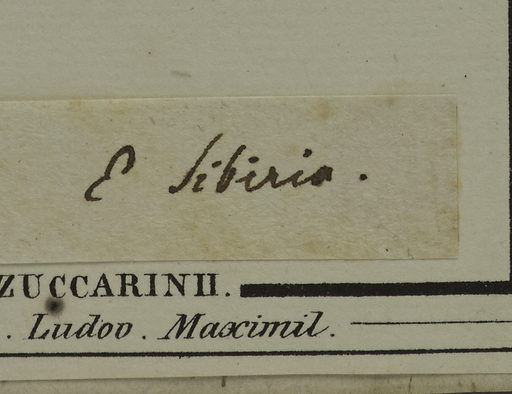 E Sibiria.
ZUCCARINII.
. Ludov. Maximil.